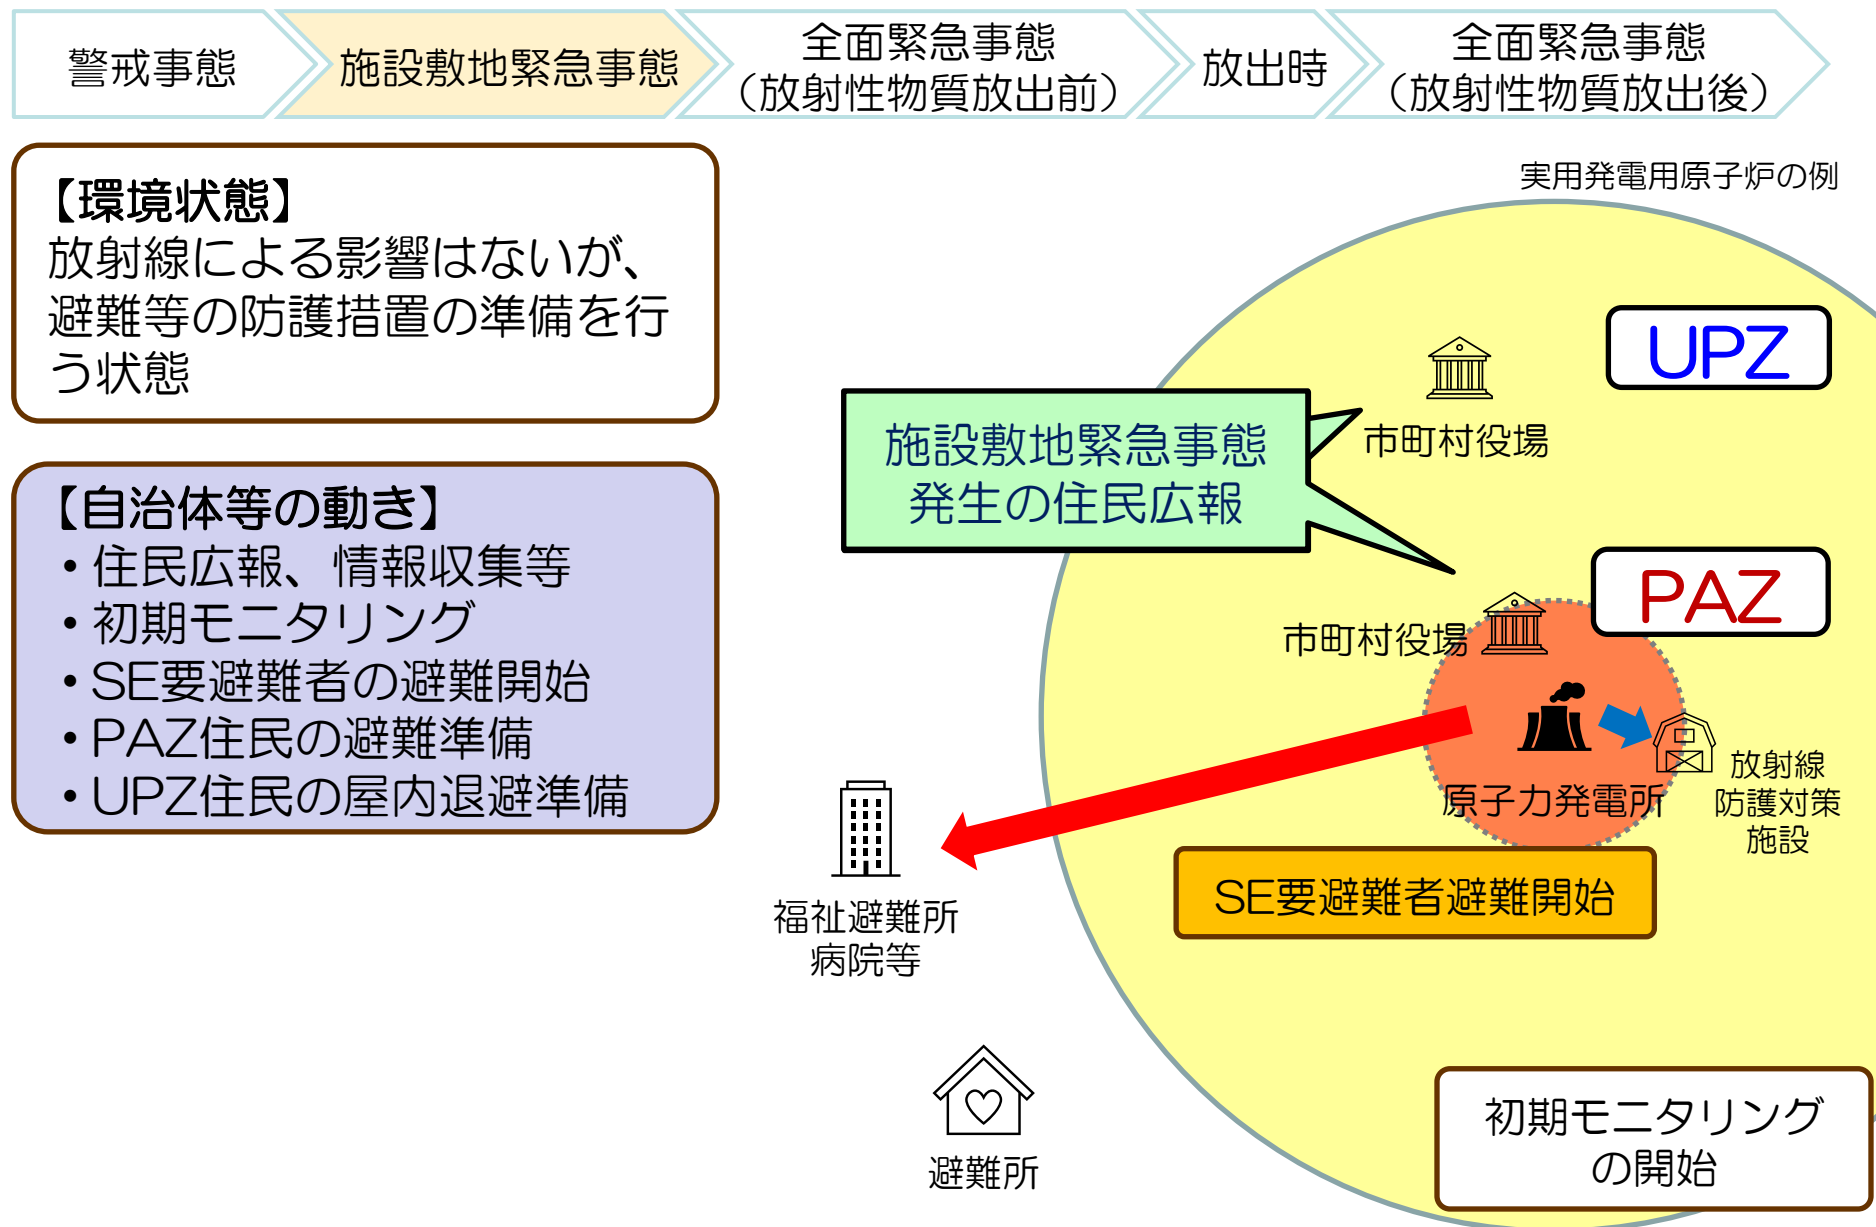 警戒事態
施設敷地緊急事態
全面緊急事態
（放射性物質放出前）
放出時
全面緊急事態
（放射性物質放出後）
【環境状態】
放射線による影響はないが、
避難等の防護措置の準備を行
う状態
【自治体等の動き】
・住民広報、情報収集等
・初期モニタリング
・SE要避難者の避難開始
・PAZ住民の避難準備
・UPZ住民の屋内退避準備
実用発電用原子炉の例
UPZ
市町村役場
施設敷地緊急事態
発生の住民広報
PAZ
市町村役場
原子力発電所
放射線
防護対策
施設
SE要避難者避難開始
福祉避難所
病院等
避難所
初期モニタリング
の開始